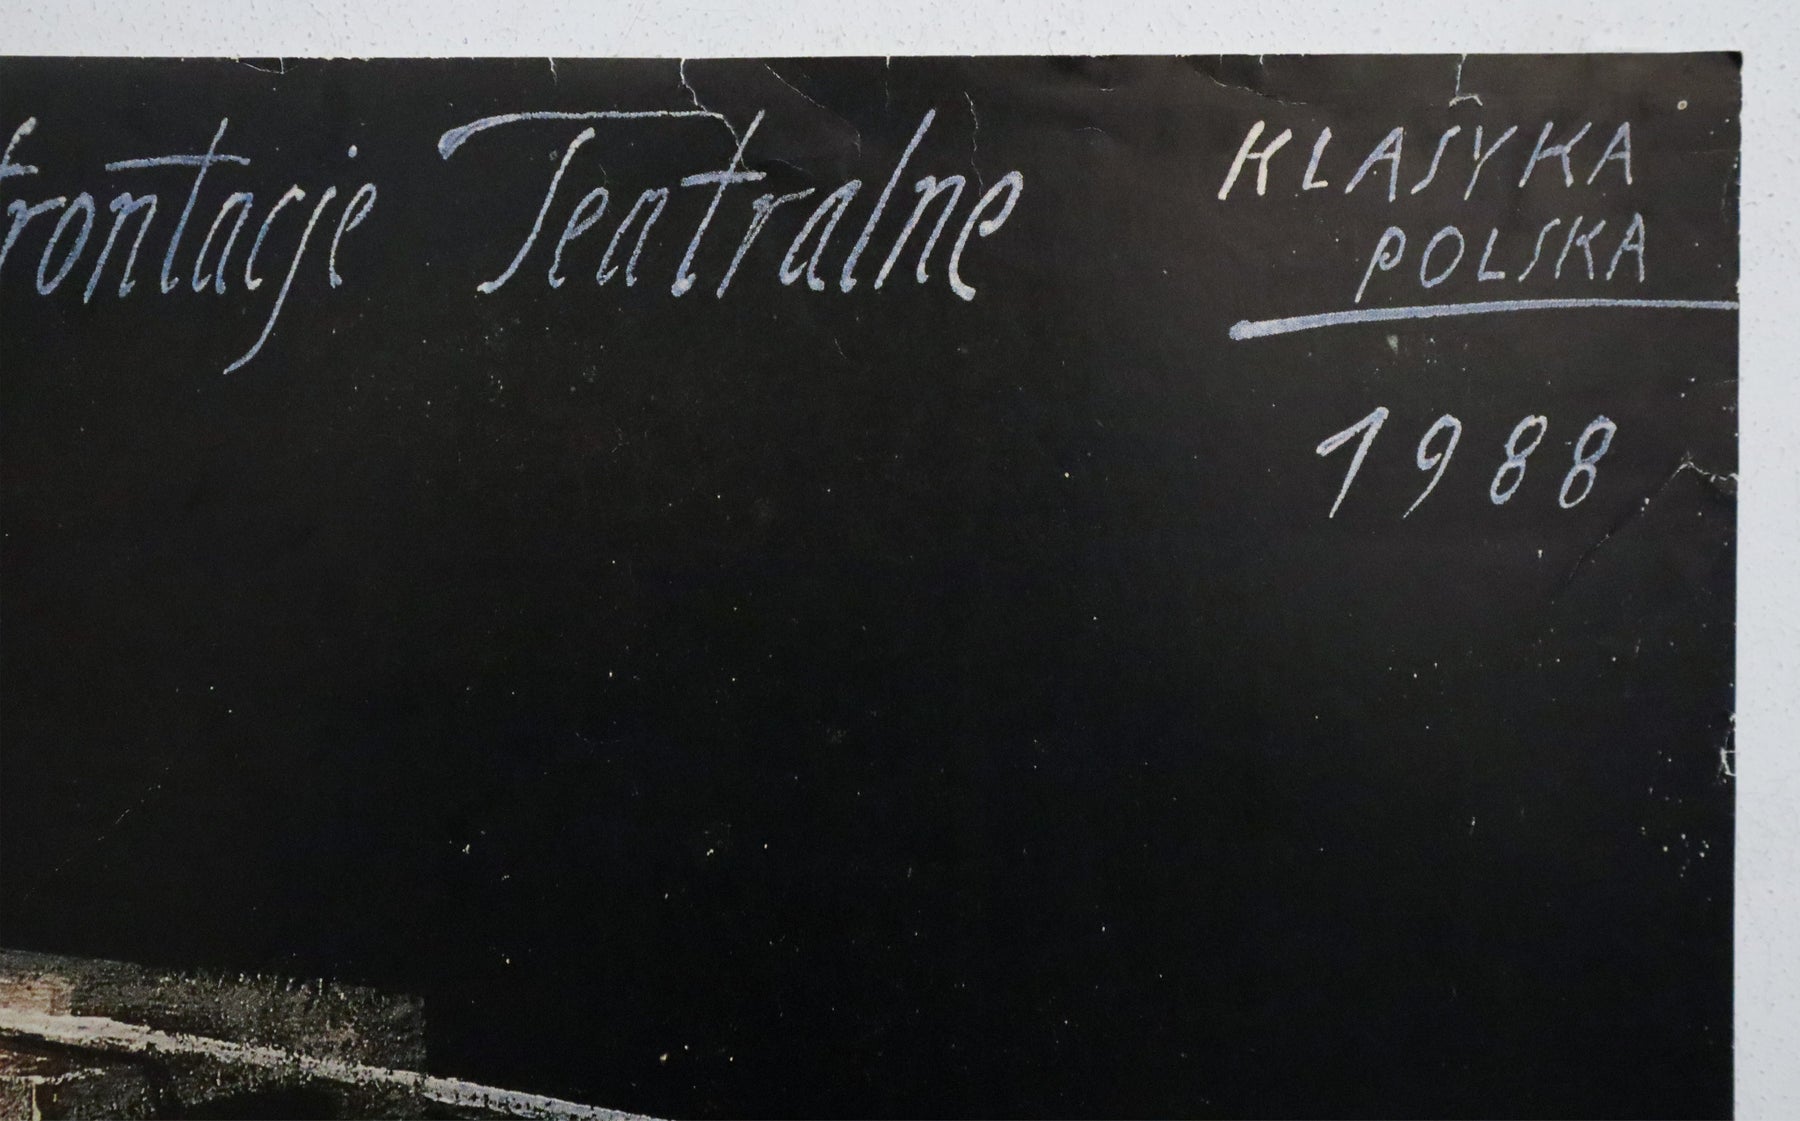 frontacje Teatralne
KLASYKA
POLSKA
1988